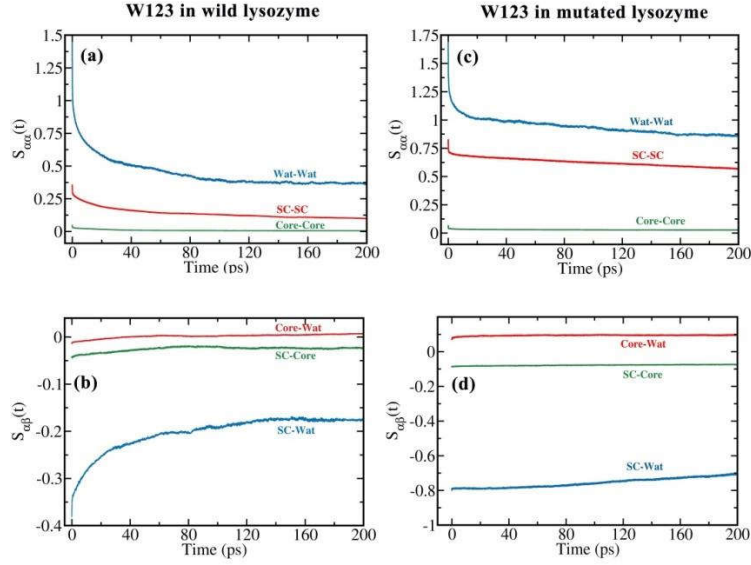 W123 in wild lysozyme
W123 in mutated lysozyme
(a)
1.5
1.25
1
0.75
0.5
0.25
0
Sαα(t)
Wat-Wat
SC-SC
Core-Core
0 40 80 120 160 200
Time (ps)
(c)
1.75
1.5
1.25
1
0.75
0.5
0.25
0
Sαα(t)
Wat-Wat
SC-SC
Core-Core
0 40 80 120 160 200
Time (ps)
(b)
0
-0.1
-0.2
-0.3
-0.4
Sαβ(t)
Core-Wat
SC-Core
SC-Wat
0 40 80 120 160 200
Time (ps)
(d)
0
-0.2
-0.4
-0.6
-0.8
-1
Sαβ(t)
Core-Wat
SC-Core
SC-Wat
0 40 80 120 160 200
Time (ps)